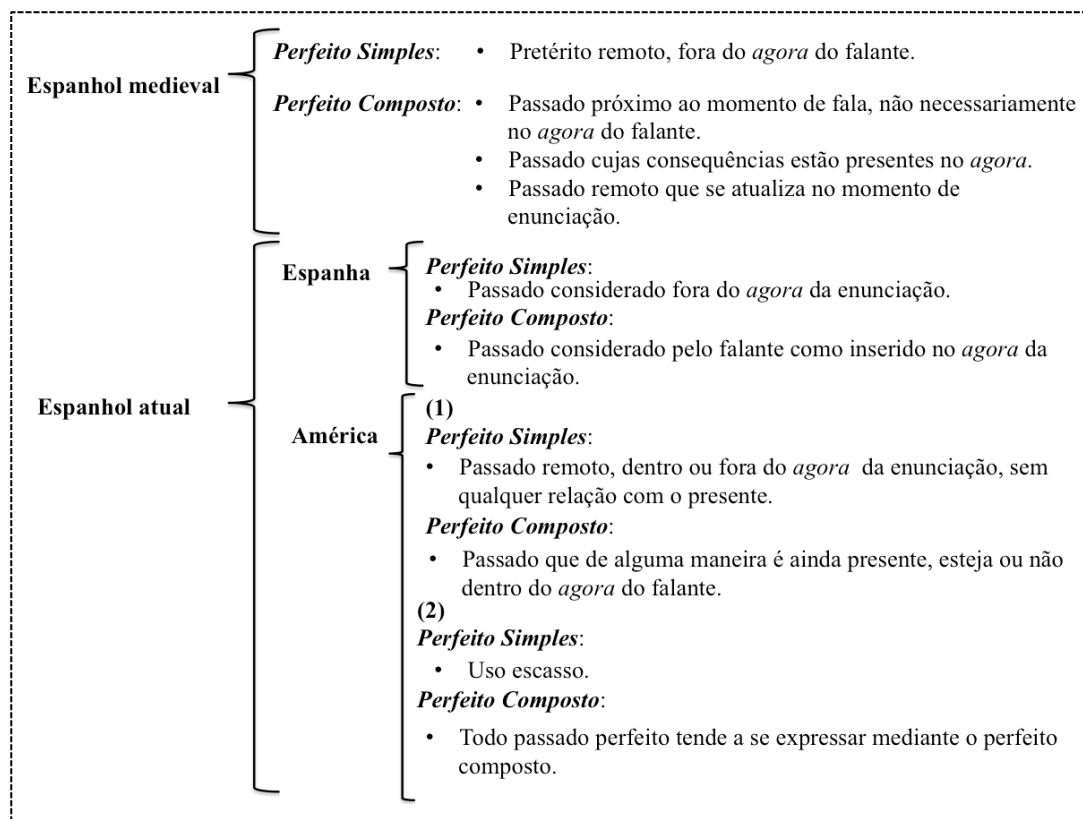 Espanhol medieval
Perfeito Simples: • Pretérito remoto, fora do agora do falante.
Perfeito Composto: • Passado próximo ao momento de fala, não necessariamente
no agora do falante.
• Passado cujas consequências estão presentes no agora.
• Passado remoto que se atualiza no momento de
enunciação.
Espanhol atual
Espanha
Perfeito Simples:
• Passado considerado fora do agora da enunciação.
Perfeito Composto:
• Passado considerado pelo falante como inserido no agora da
enunciação.
América
(1)
Perfeito Simples:
• Passado remoto, dentro ou fora do agora da enunciação, sem
qualquer relação com o presente.
Perfeito Composto:
• Passado que de alguma maneira é ainda presente, esteja ou não
dentro do agora do falante.
(2)
Perfeito Simples:
• Uso escasso.
Perfeito Composto:
• Todo passado perfeito tende a se expressar mediante o perfeito
composto.